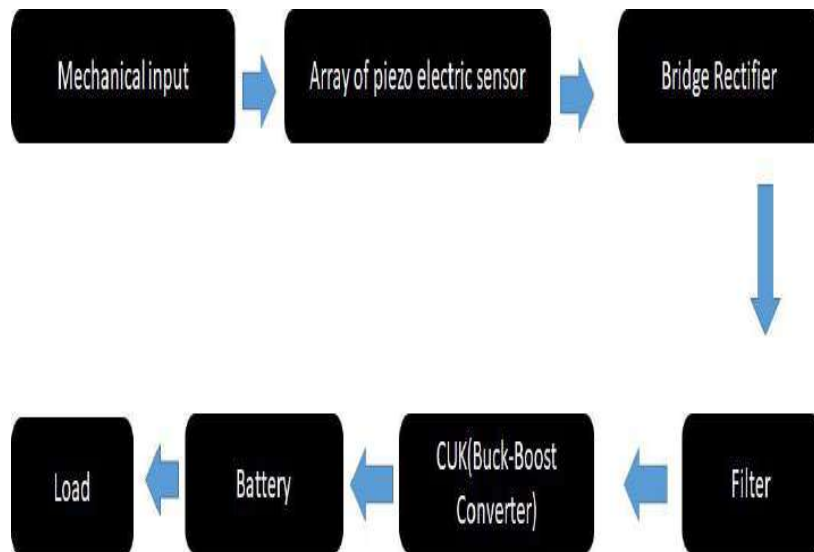 Mechanical input
Array of piezo electric sensor
Bridge Rectifier
Filter
CUK(Buck-Boost
Converter)
Battery
Load